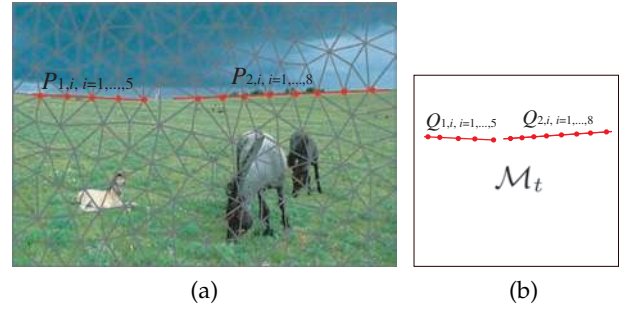 P1,i, i=1,...,5
P2,i, i=1,...,8
Q1,i, i=1,...,5
Q2,i, i=1,...,8
ℳt
(a)
(b)